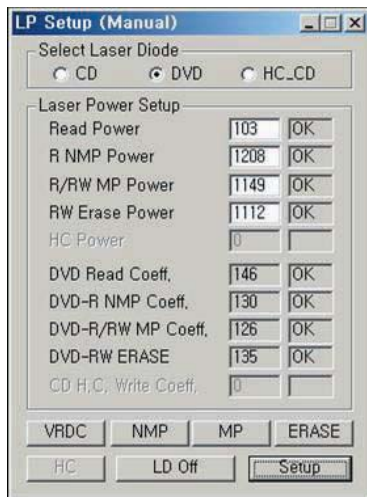 LP Setup (Manual)
Select Laser Diode
CD DVD HC_CD
Laser Power Setup
Read Power 103 OK
R NMP Power 1208 OK
R/RW MP Power 1149 OK
RW Erase Power 1112 OK
HC Power 0
DVD Read Coeff, 146 OK
DVD-R NMP Coeff, 130 OK
DVD-R/RW MP Coeff, 126 OK
DVD-RW ERASE 135 OK
CD H,C, Write Coeff, 0
VRDC NMP MP ERASE
HC LD Off Setup